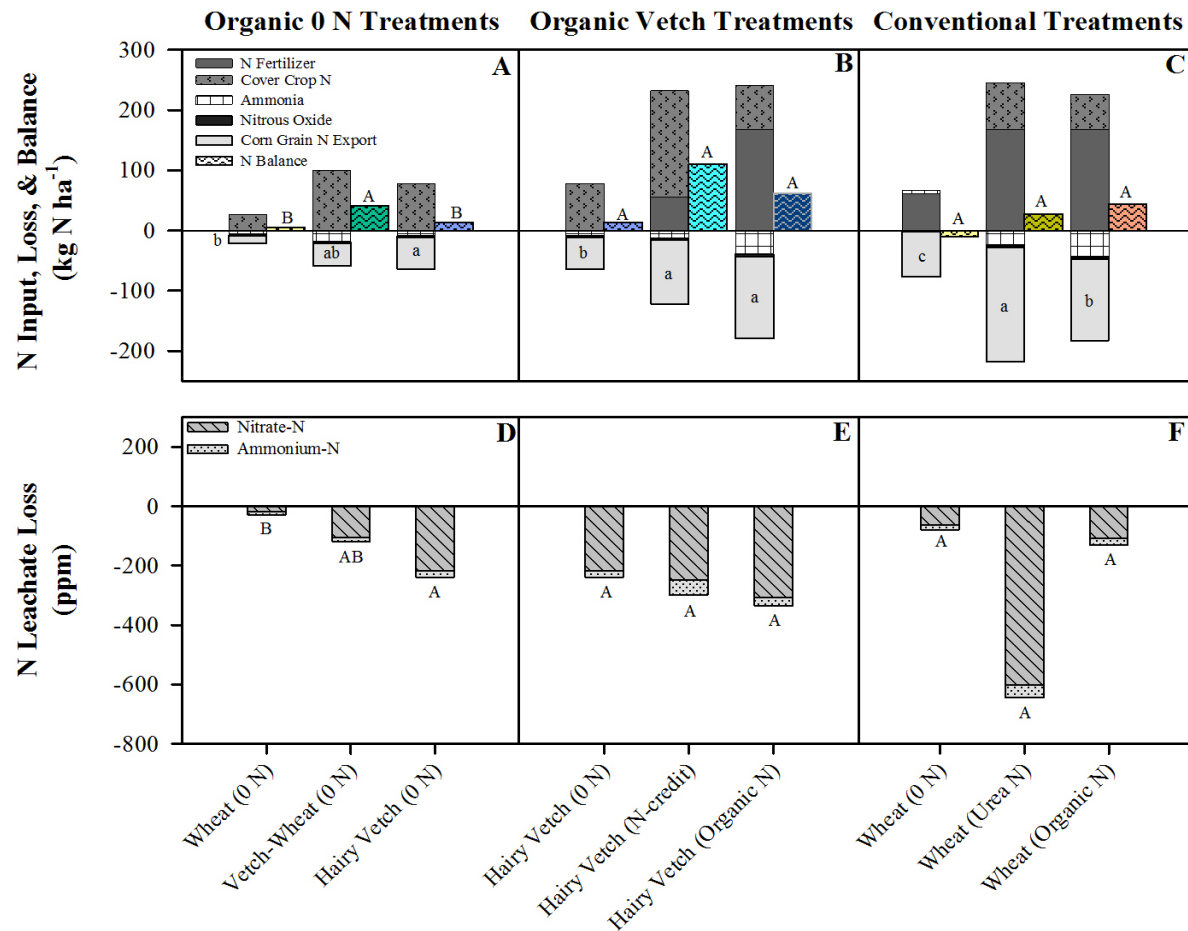 Organic 0 N Treatments
Organic Vetch Treatments
Conventional Treatments
N Input, Loss, & Balance
(kg N ha⁻¹)
300
200
100
0
-100
-200
N Fertilizer
Cover Crop N
Ammonia
Nitrous Oxide
Corn Grain N Export
N Balance
A
B
A
B
b
ab
a
B
A
A
A
b
a
a
C
A
A
A
c
a
b
N Leachate Loss
(ppm)
200
0
-200
-400
-600
-800
Nitrate-N
Ammonium-N
D
B
AB
A
E
A
A
A
F
A
A
A
Wheat (0 N)
Vetch-Wheat (0 N)
Hairy Vetch (0 N)
Hairy Vetch (0 N)
Hairy Vetch (N-credit)
Hairy Vetch (Organic N)
Wheat (0 N)
Wheat (Urea N)
Wheat (Organic N)